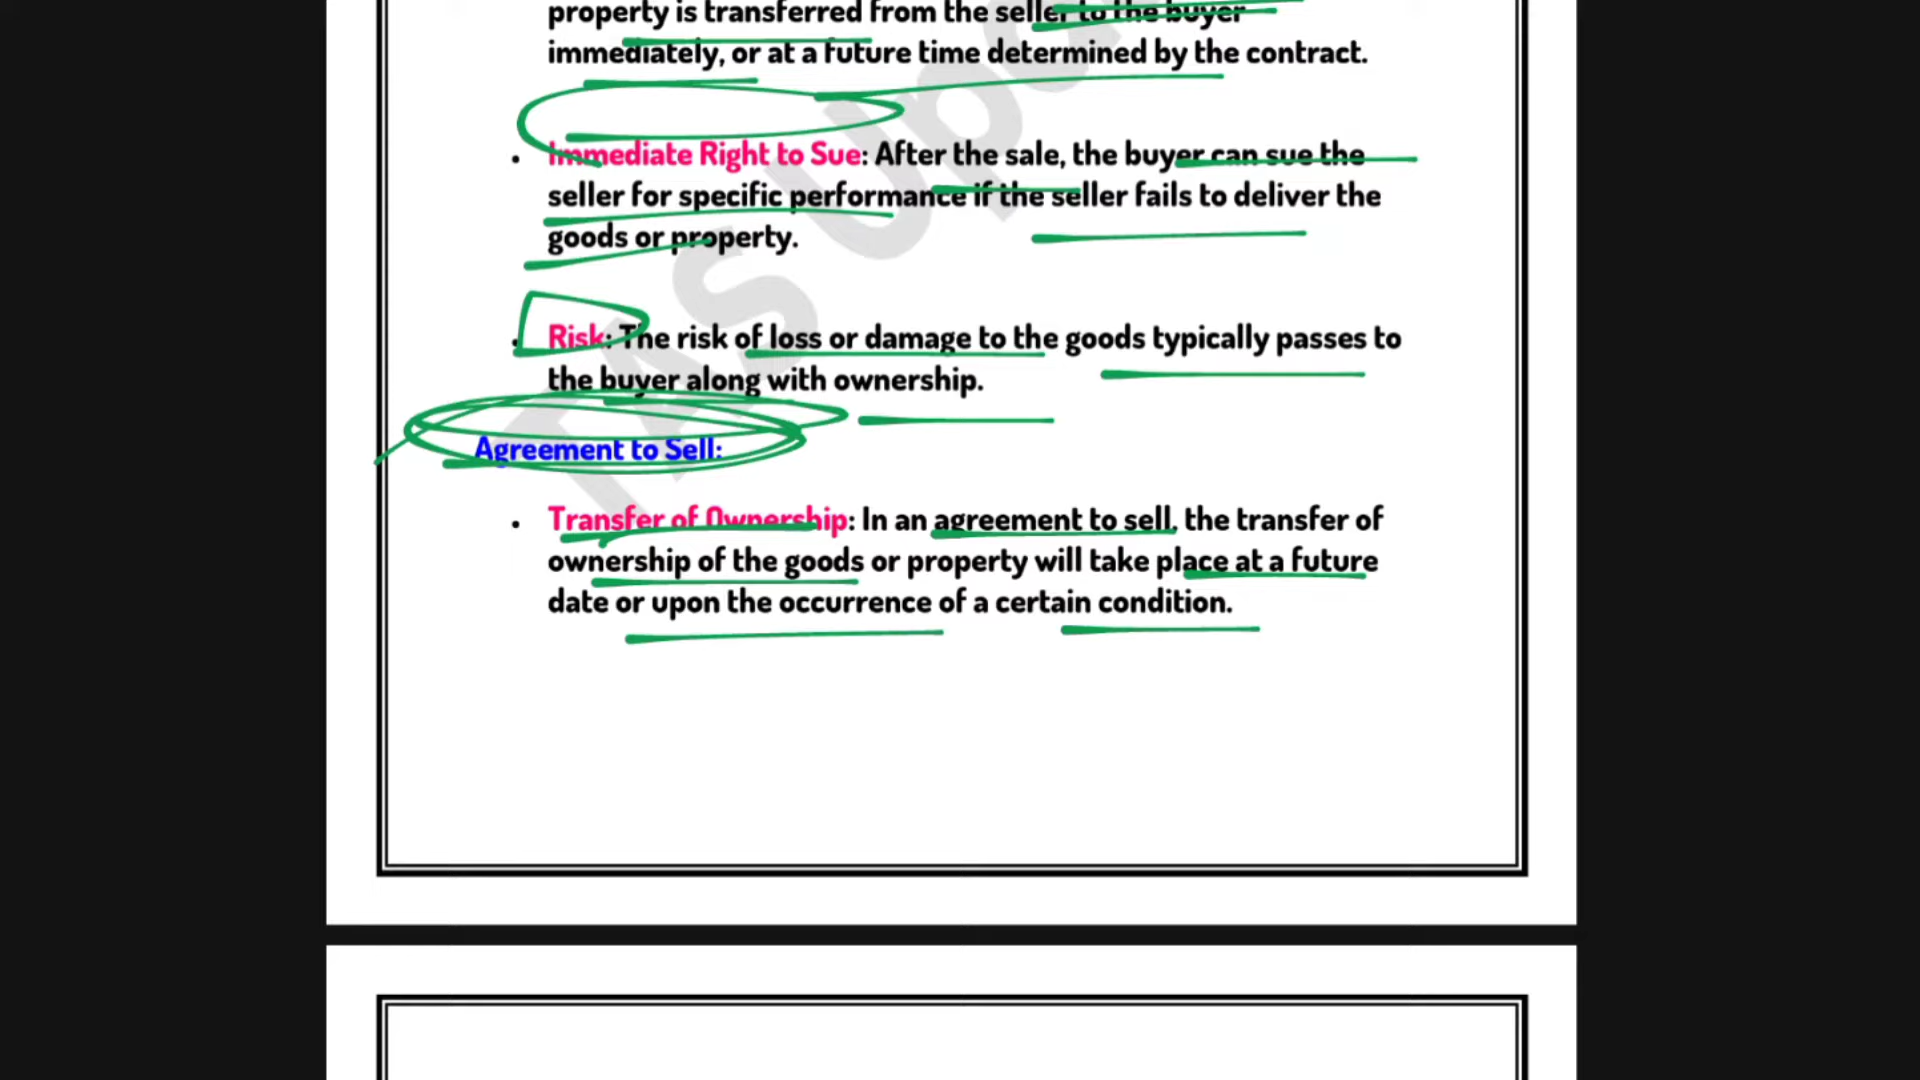 property is transferred from the seller to the buyer
immediately, or at a future time determined by the contract.
• Immediate Right to Sue: After the sale, the buyer can sue the
seller for specific performance if the seller fails to deliver the
goods or property.
• Risk: The risk of loss or damage to the goods typically passes to
the buyer along with ownership.
Agreement to Sell:
• Transfer of Ownership: In an agreement to sell, the transfer of
ownership of the goods or property will take place at a future
date or upon the occurrence of a certain condition.